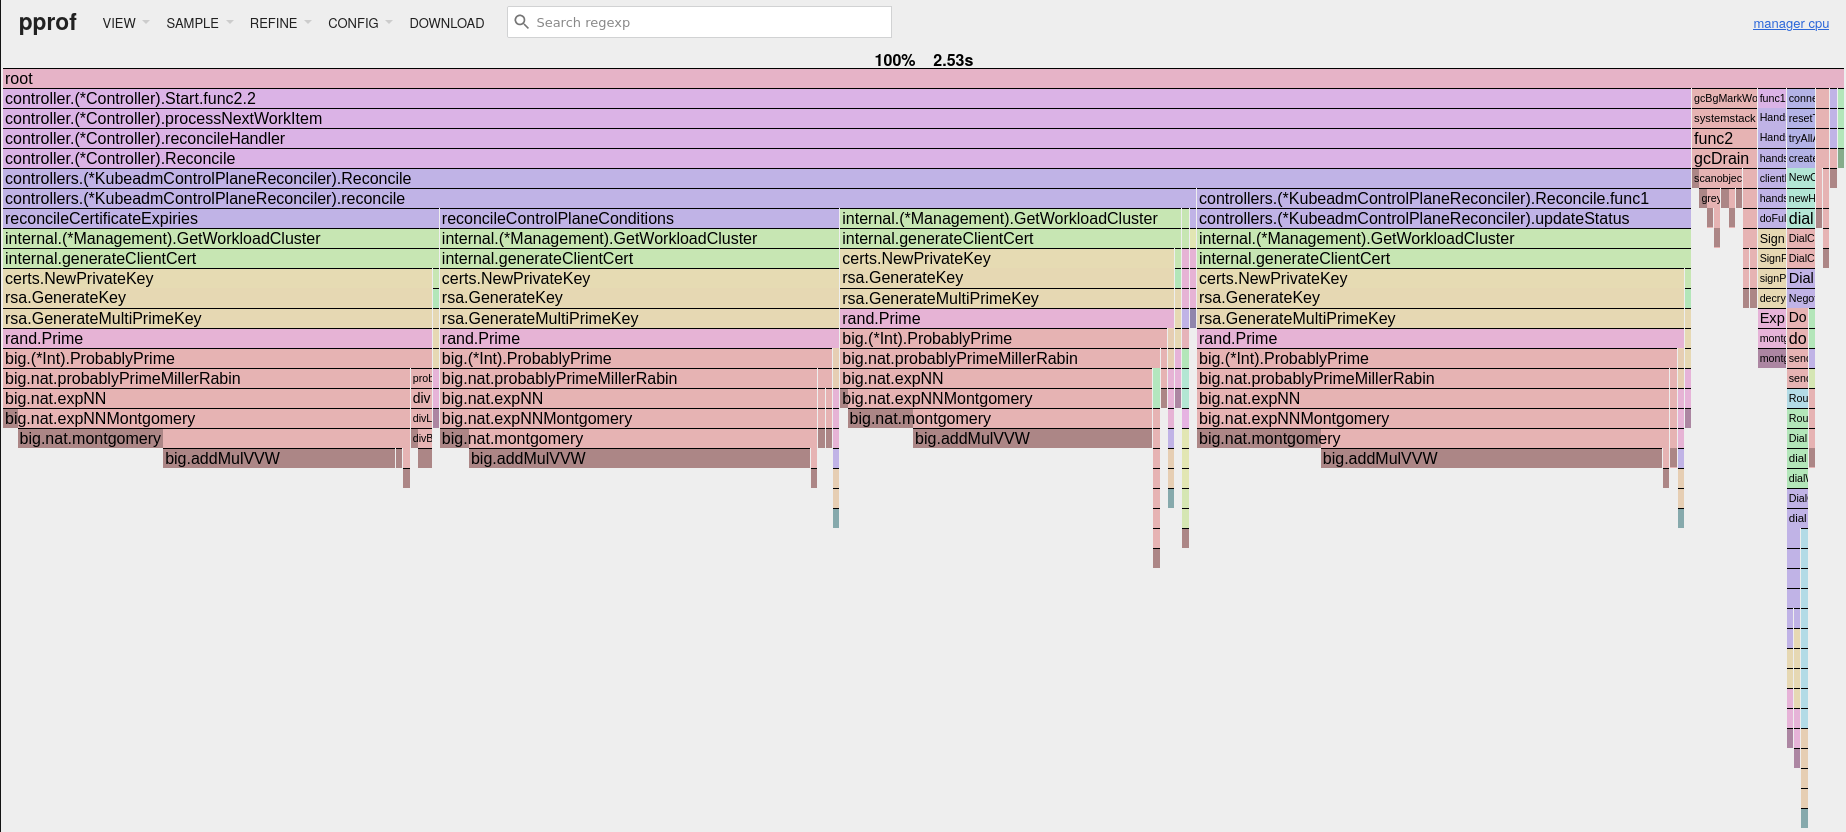 pprof VIEW SAMPLE REFINE CONFIG DOWNLOAD Search regexp manager cpu
100% 2.53s
root
controller.(*Controller).Start.func2.2 gcBgMarkWo func1 conne
controller.(*Controller).processNextWorkItem systemstack Hand reset
controller.(*Controller).reconcileHandler func2 Hand tryAll
controller.(*Controller).Reconcile gcDrain hands create
controllers.(*KubeadmControlPlaneReconciler).Reconcile scanobjec client NewC
controllers.(*KubeadmControlPlaneReconciler).reconcile controllers.(*KubeadmControlPlaneReconciler).Reconcile.func1 grey hands newH
reconcileCertificateExpiries reconcileControlPlaneConditions internal.(*Management).GetWorkloadCluster controllers.(*KubeadmControlPlaneReconciler).updateStatus doFul dial
internal.(*Management).GetWorkloadCluster internal.(*Management).GetWorkloadCluster internal.generateClientCert internal.(*Management).GetWorkloadCluster Sign DialC
internal.generateClientCert internal.generateClientCert certs.NewPrivateKey internal.generateClientCert SignP DialC
certs.NewPrivateKey certs.NewPrivateKey rsa.GenerateKey certs.NewPrivateKey signP Dial
rsa.GenerateKey rsa.GenerateKey rsa.GenerateMultiPrimeKey rsa.GenerateKey decry Nego
rsa.GenerateMultiPrimeKey rsa.GenerateMultiPrimeKey rand.Prime rsa.GenerateMultiPrimeKey Exp Do
rand.Prime rand.Prime big.(*Int).ProbablyPrime rand.Prime montg do
big.(*Int).ProbablyPrime big.(*Int).ProbablyPrime big.nat.probablyPrimeMillerRabin big.(*Int).ProbablyPrime montg send
big.nat.probablyPrimeMillerRabin prob big.nat.probablyPrimeMillerRabin big.nat.expNN big.nat.probablyPrimeMillerRabin send
big.nat.expNN div big.nat.expNN big.nat.expNNMontgomery big.nat.expNN Rou
big.nat.expNNMontgomery divL big.nat.expNNMontgomery big.nat.montgomery big.nat.expNNMontgomery Rou
big.nat.montgomery divB big.nat.montgomery big.addMulVVW big.nat.montgomery Dial
big.addMulVVW big.addMulVVW big.addMulVVW dial
dialV
Dial
dial